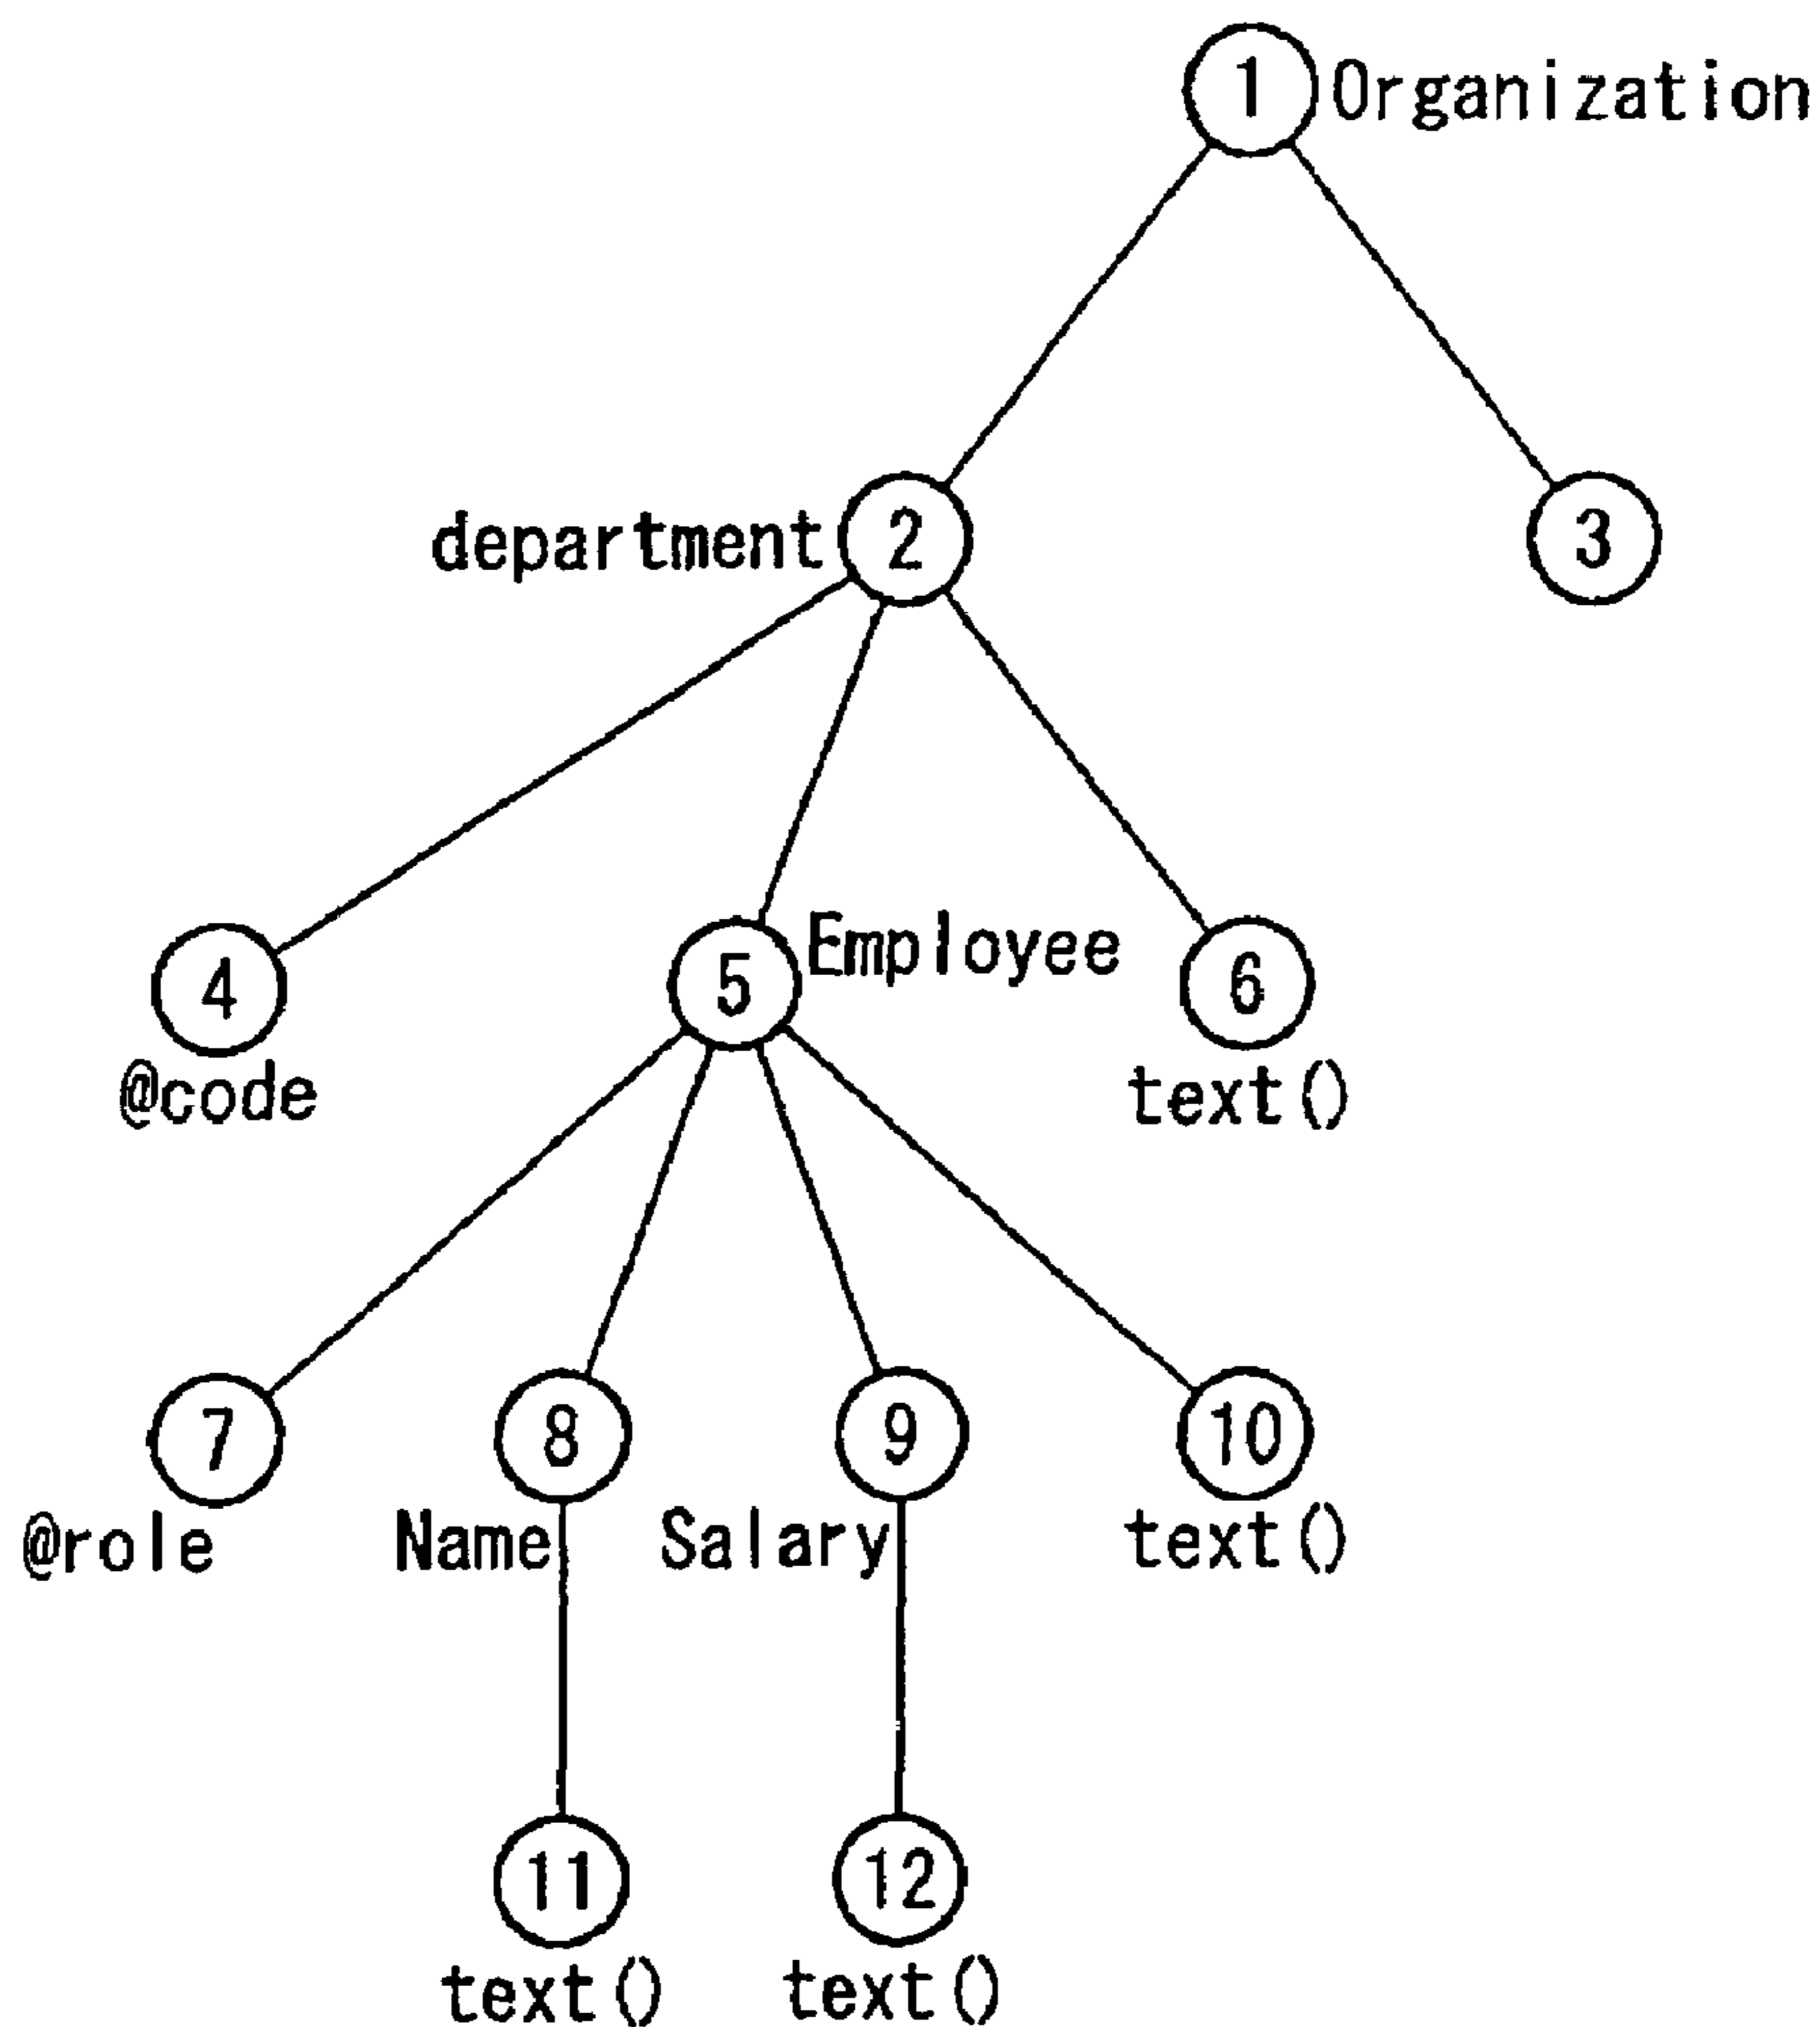 1 Organization
department 2 3
4 5 Employee 6
@code text()
7 8 9 10
@role Name Salary text()
11 12
text() text()